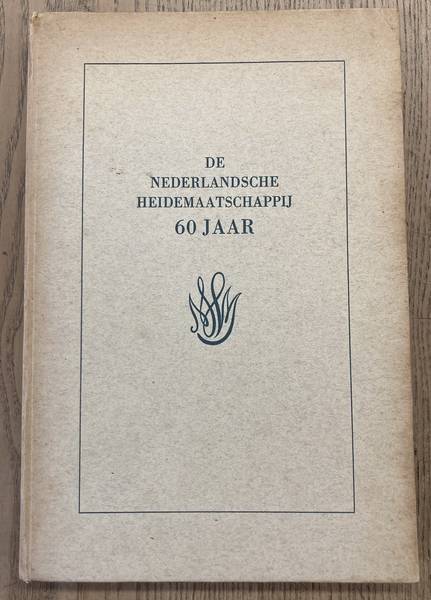 DE
NEDERLANDSCHE
HEIDEMAATSCHAPPIJ
60 JAAR